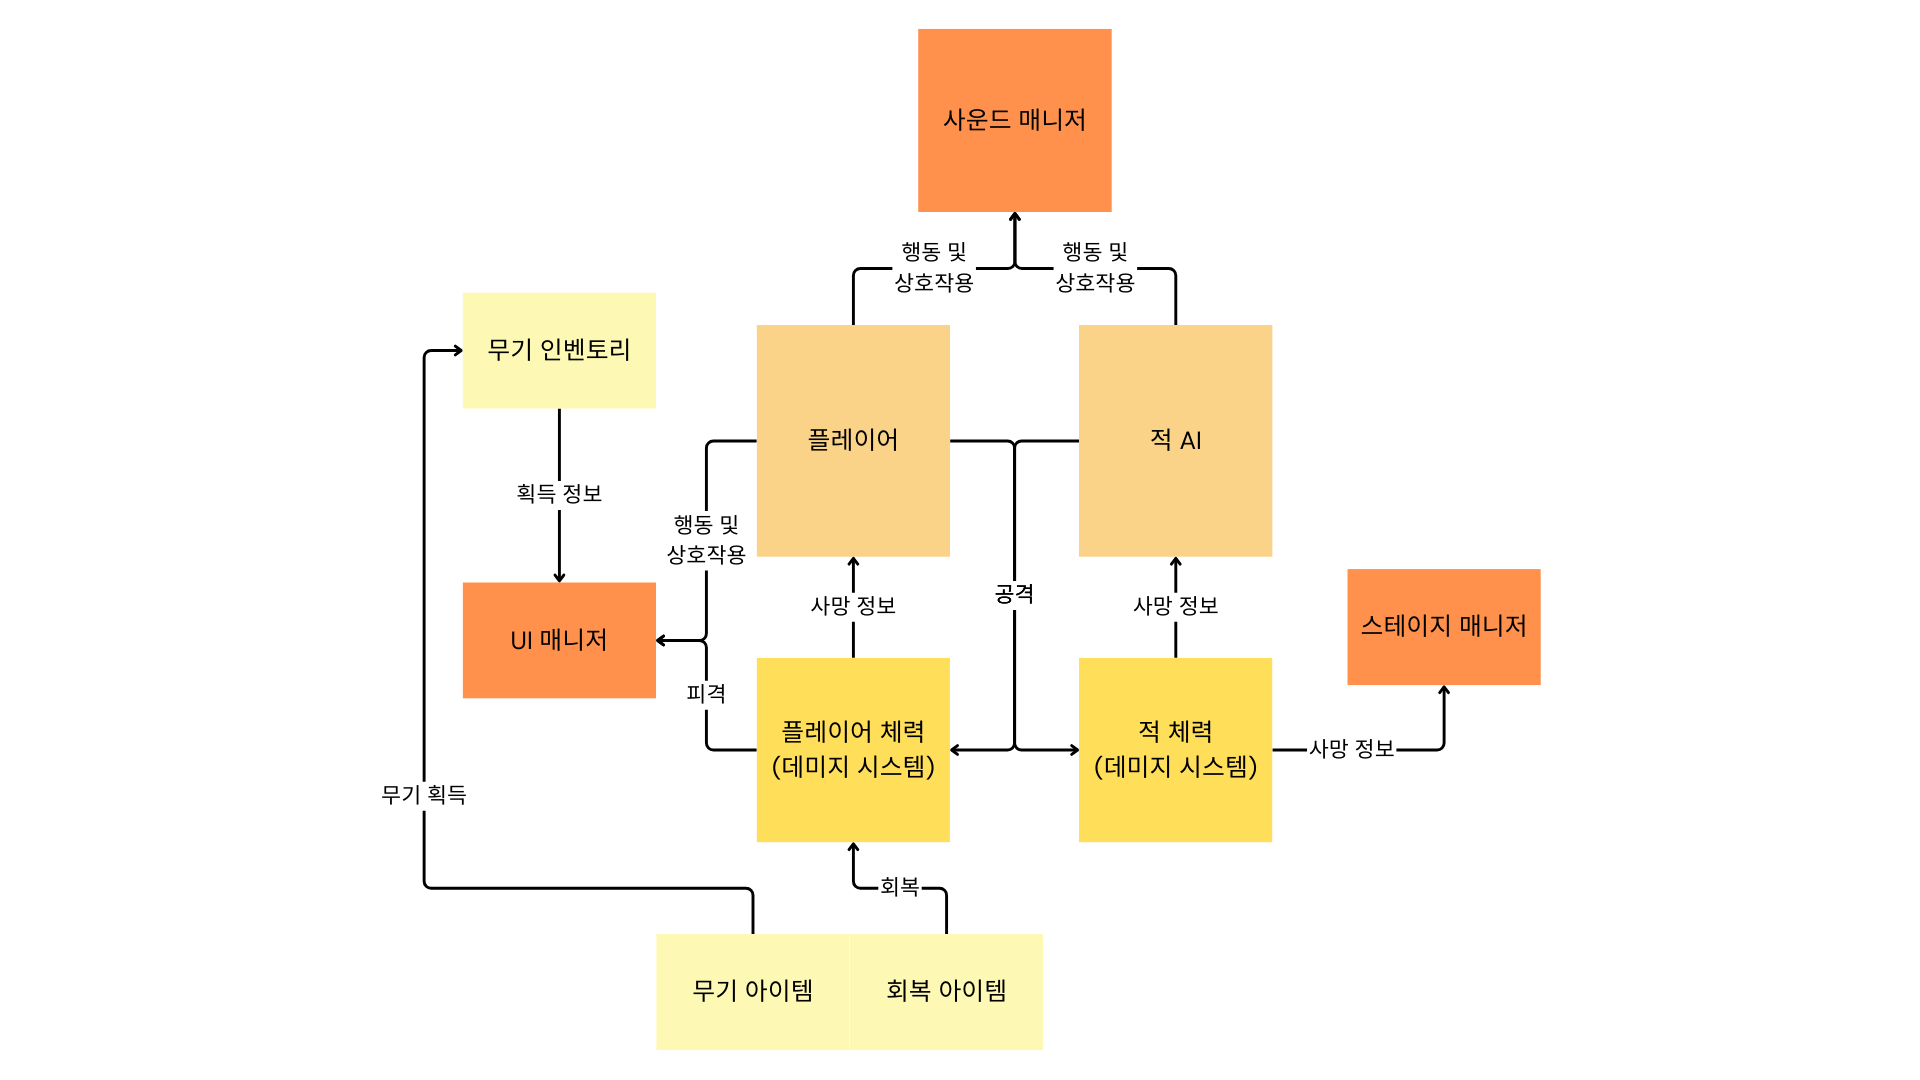 사운드 매니저
행동 및
상호작용
행동 및
상호작용
무기 인벤토리
플레이어
적 AI
획득 정보
행동 및
상호작용
공격
사망 정보
사망 정보
UI 매니저
스테이지 매니저
피격
플레이어 체력
(데미지 시스템)
적 체력
(데미지 시스템)
사망 정보
무기 획득
회복
무기 아이템
회복 아이템